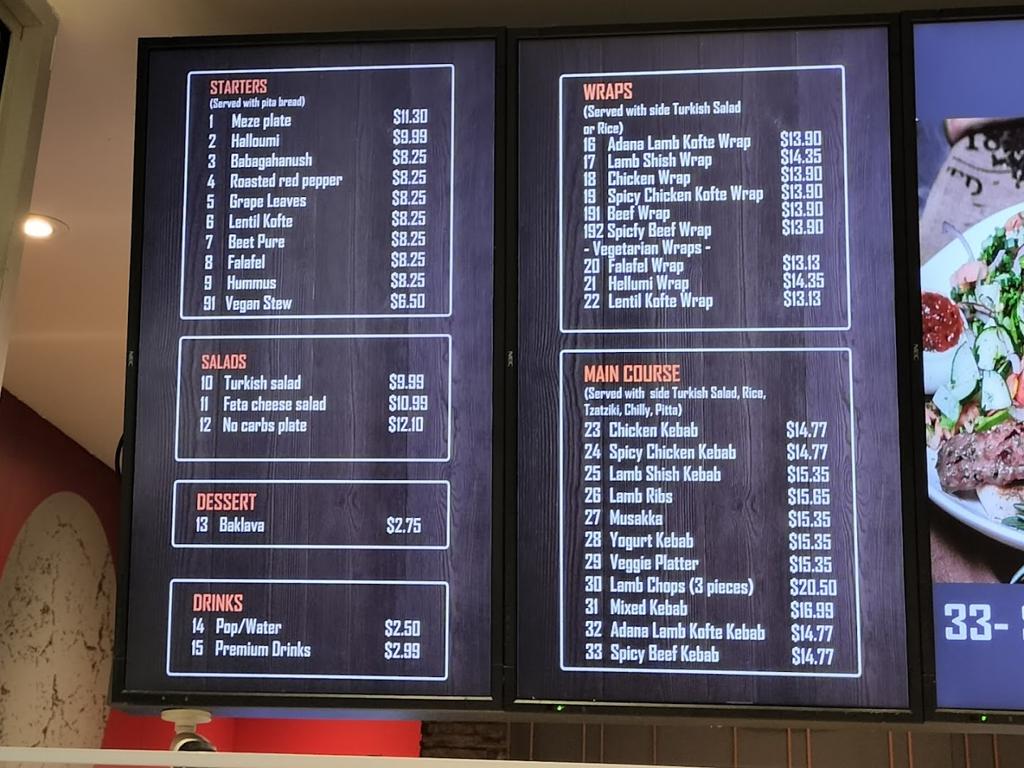 STARTERS
(Served with pita bread)
1 Meze plate $11.30
2 Halloumi $9.99
3 Babagahanush $8.25
4 Roasted red pepper $8.25
5 Grape Leaves $8.25
6 Lentil Kofte $8.25
7 Beet Pure $8.25
8 Falafel $8.25
9 Hummus $8.25
91 Vegan Stew $6.50
SALADS
10 Turkish salad $9.99
11 Feta cheese salad $10.99
12 No carbs plate $12.10
DESSERT
13 Baklava $2.75
DRINKS
14 Pop/Water $2.50
15 Premium Drinks $2.99
WRAPS
(Served with side Turkish Salad
or Rice)
16 Adana Lamb Kofte Wrap $13.90
17 Lamb Shish Wrap $14.35
18 Chicken Wrap $13.90
19 Spicy Chicken Kofte Wrap $13.90
191 Beef Wrap $13.90
192 Spicfy Beef Wrap $13.90
- Vegetarian Wraps -
20 Falafel Wrap $13.13
21 Hellumi Wrap $14.35
22 Lentil Kofte Wrap $13.13
MAIN COURSE
(Served with side Turkish Salad, Rice,
Tzatziki, Chilly, Pitta)
23 Chicken Kebab $14.77
24 Spicy Chicken Kebab $14.77
25 Lamb Shish Kebab $15.35
26 Lamb Ribs $15.65
27 Musakka $15.35
28 Yogurt Kebab $15.35
29 Veggie Platter $15.35
30 Lamb Chops (3 pieces) $20.50
31 Mixed Kebab $16.99
32 Adana Lamb Kofte Kebab $14.77
33 Spicy Beef Kebab $14.77
33-
NEC
NEC
NEC